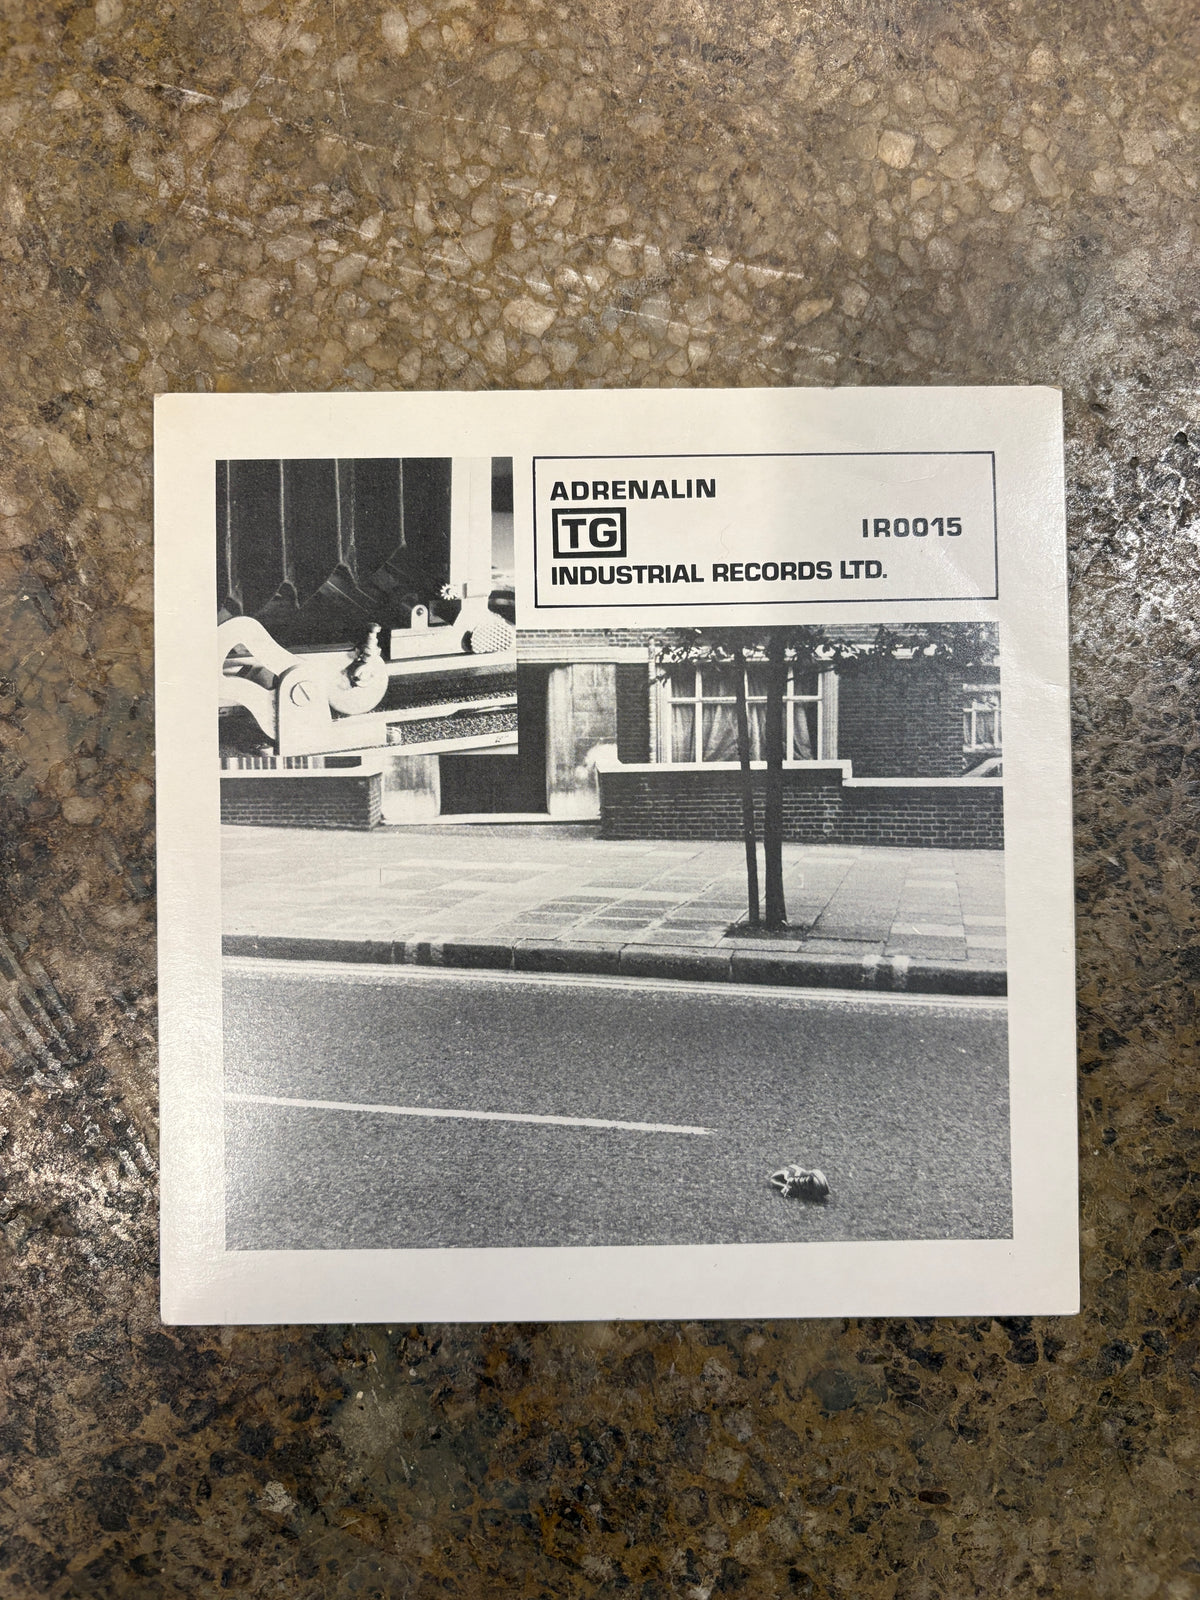 ADRENALIN
TG
IR0015
INDUSTRIAL RECORDS LTD.